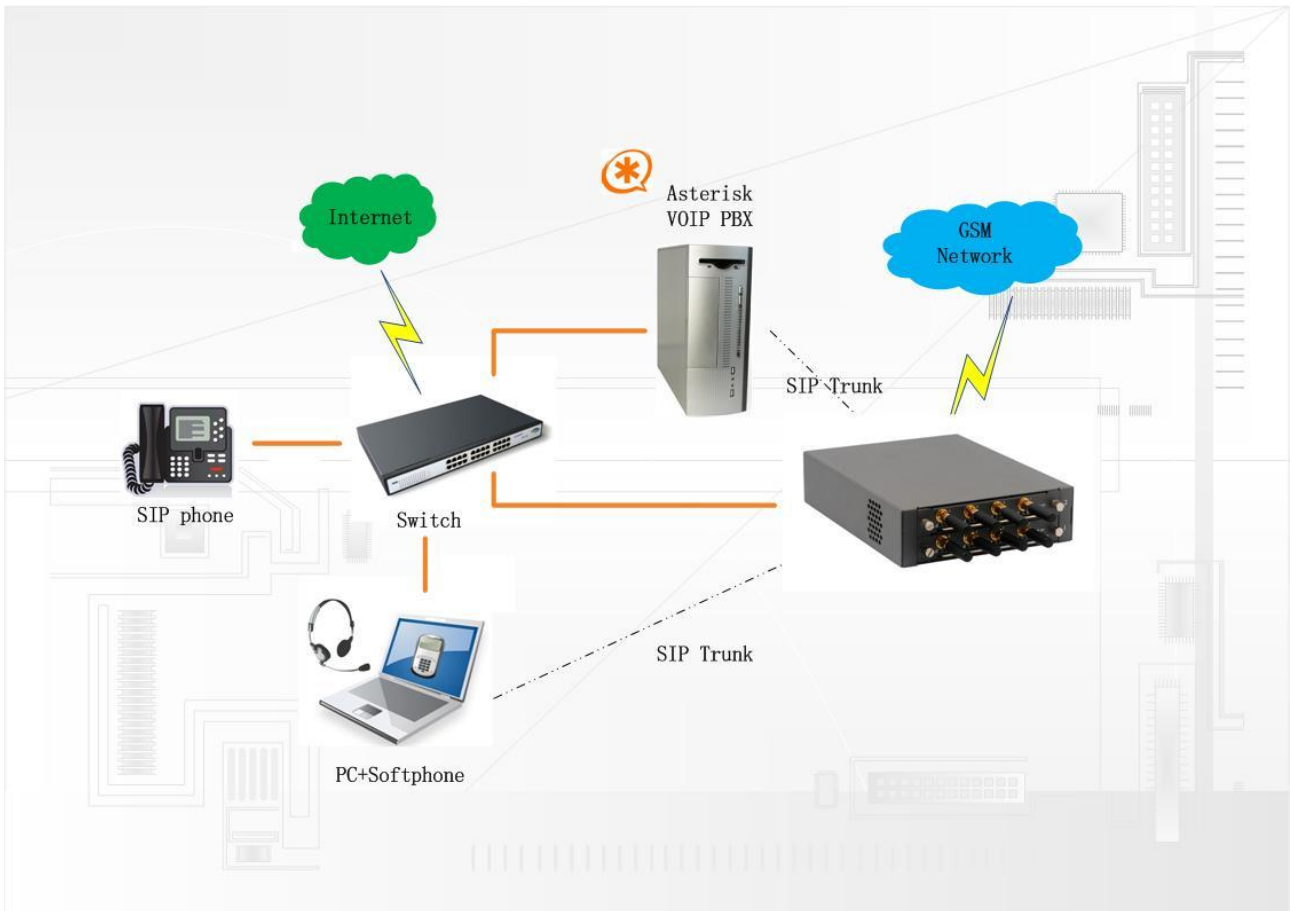 Internet
Asterisk
VOIP PBX
GSM
Network
SIP Trunk
SIP phone
Switch
SIP Trunk
PC+Softphone